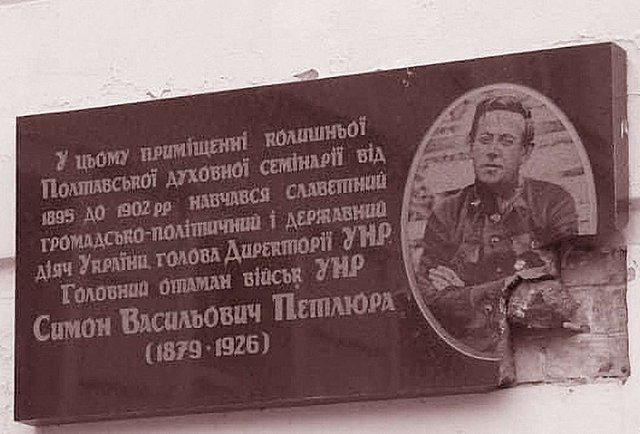 У цьому приміщенні колишньої
Полтавської духовної семінарії від
1895 до 1902 рр навчався славетний
громадсько-політичний і державний
діяч України, голова Директорії УНР,
Головний отаман військ УНР
Симон Васильович Петлюра
(1879 · 1926)